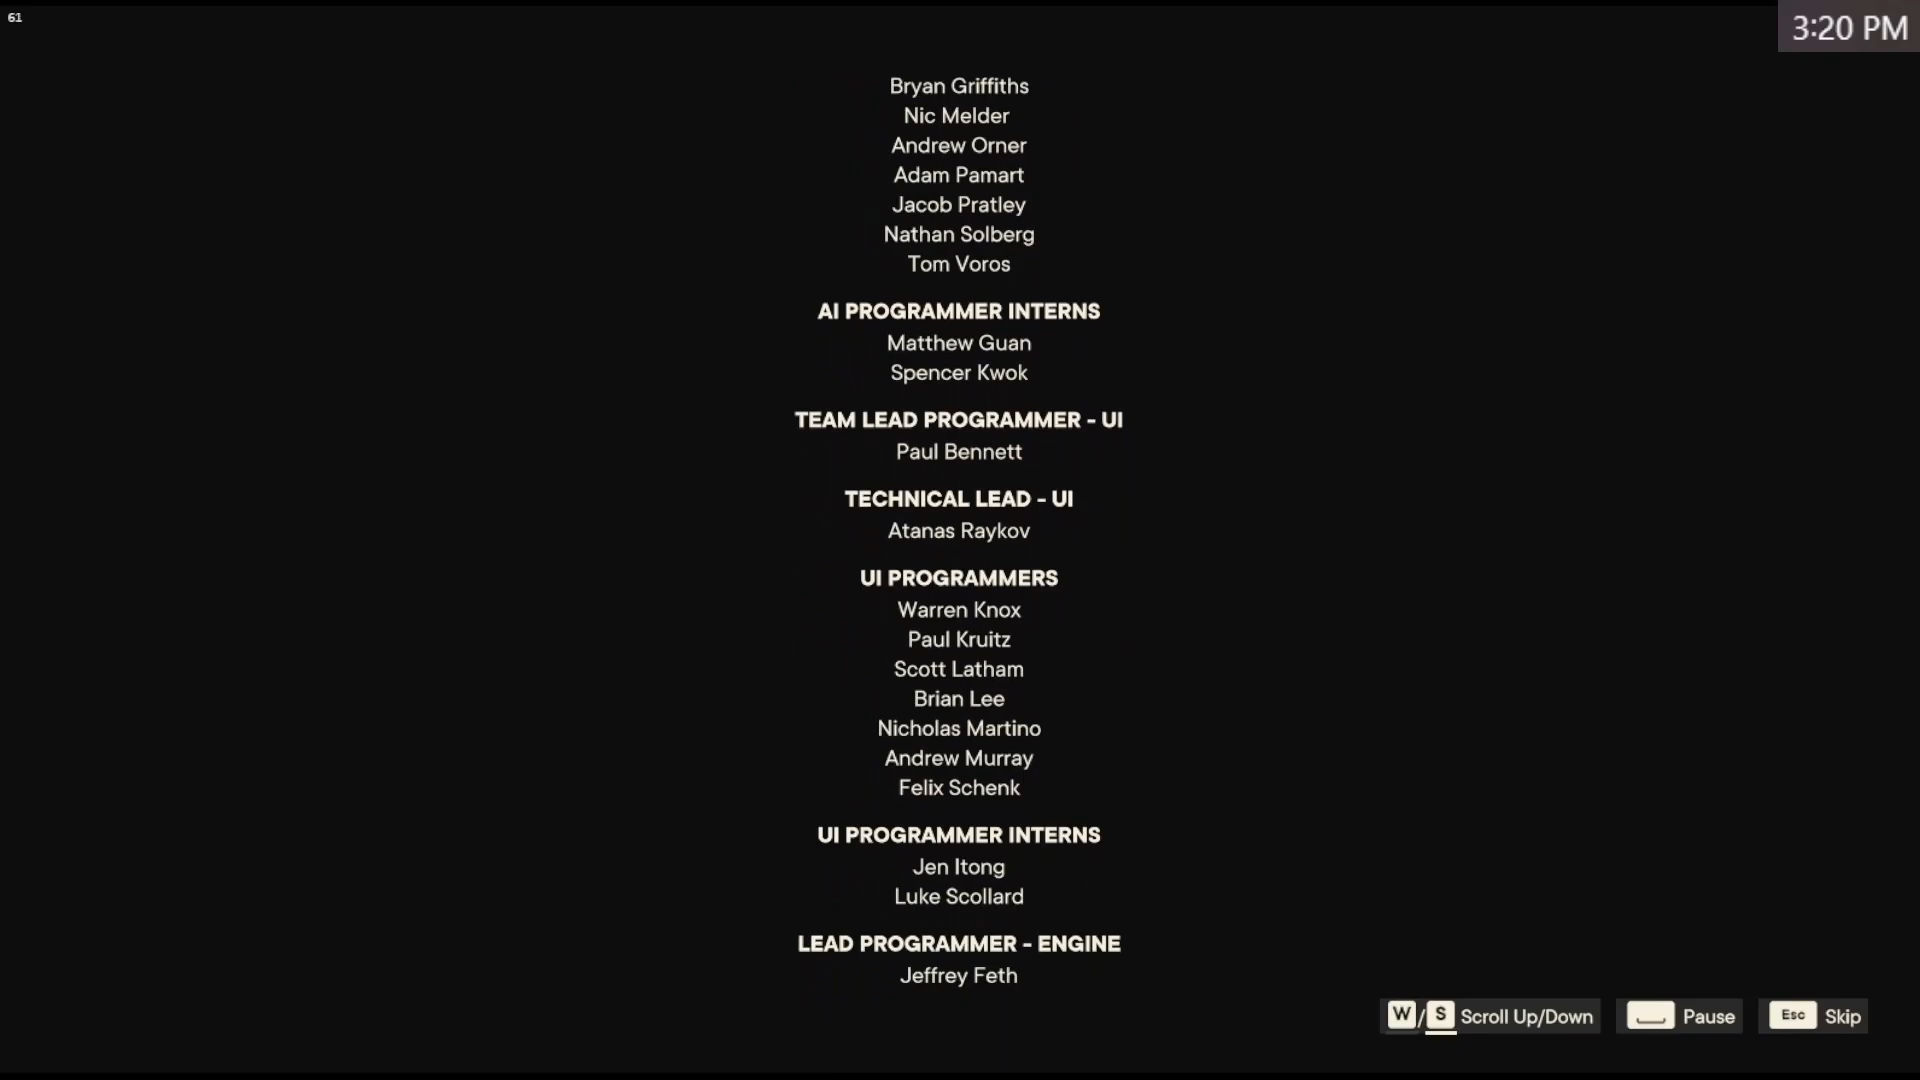 61
3:20 PM
Bryan Griffiths
Nic Melder
Andrew Orner
Adam Pamart
Jacob Pratley
Nathan Solberg
Tom Voros
AI PROGRAMMER INTERNS
Matthew Guan
Spencer Kwok
TEAM LEAD PROGRAMMER - UI
Paul Bennett
TECHNICAL LEAD - UI
Atanas Raykov
UI PROGRAMMERS
Warren Knox
Paul Kruitz
Scott Latham
Brian Lee
Nicholas Martino
Andrew Murray
Felix Schenk
UI PROGRAMMER INTERNS
Jen Itong
Luke Scollard
LEAD PROGRAMMER - ENGINE
Jeffrey Feth
W/S Scroll Up/Down Pause Esc Skip